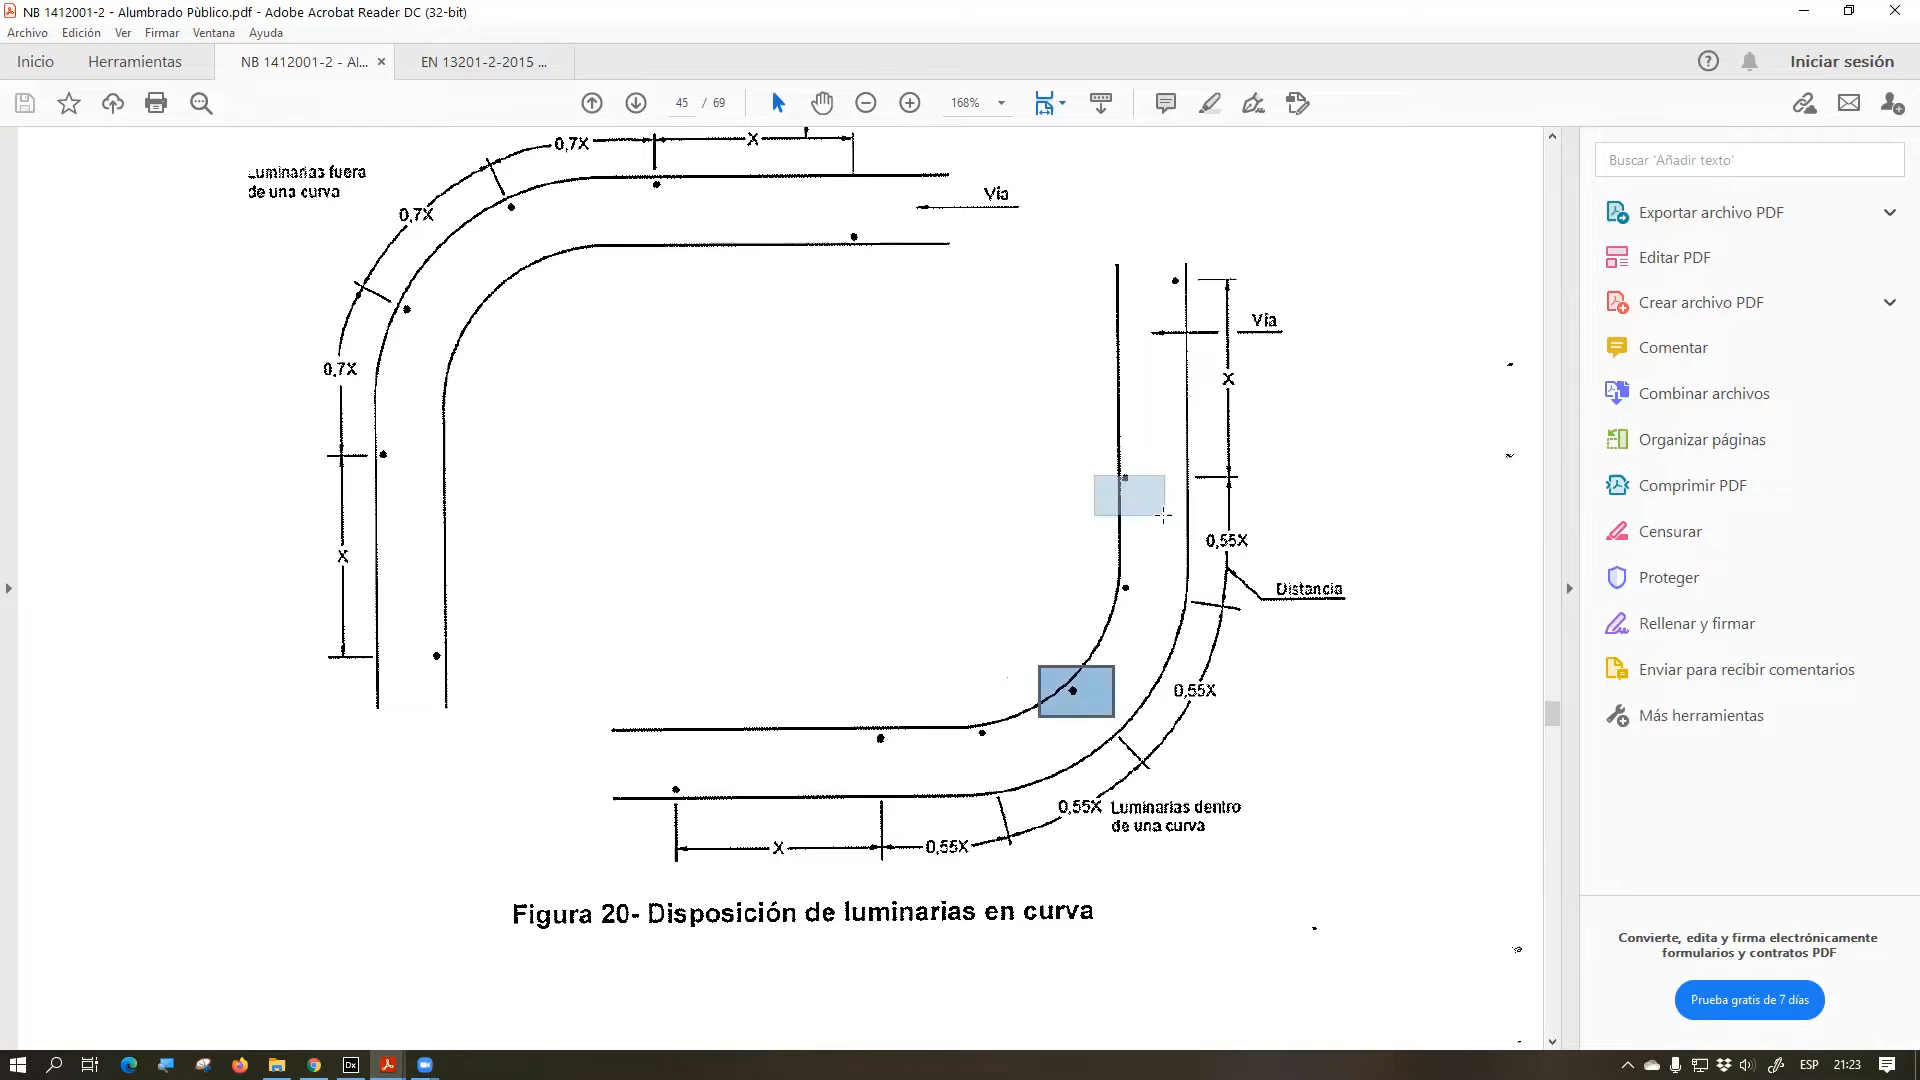 NB 1412001-2 - Alumbrado Pùblico.pdf - Adobe Acrobat Reader DC (32-bit)
Archivo Edición Ver Firmar Ventana Ayuda
Inicio Herramientas NB 1412001-2 - Al... × EN 13201-2-2015 ... Iniciar sesión
45 / 69 168%
0,7X X
Luminarias fuera
de una curva
0,7X
Vía
0,7X
X
Vía
X
0,55X
Distancia
0,55X
0,55X Luminarias dentro
de una curva
X 0,55X
Figura 20- Disposición de luminarias en curva
Buscar 'Añadir texto'
Exportar archivo PDF
Editar PDF
Crear archivo PDF
Comentar
Combinar archivos
Organizar páginas
Comprimir PDF
Censurar
Proteger
Rellenar y firmar
Enviar para recibir comentarios
Más herramientas
Convierte, edita y firma electrónicamente
formularios y contratos PDF
Prueba gratis de 7 días
Dx
ESP 21:23